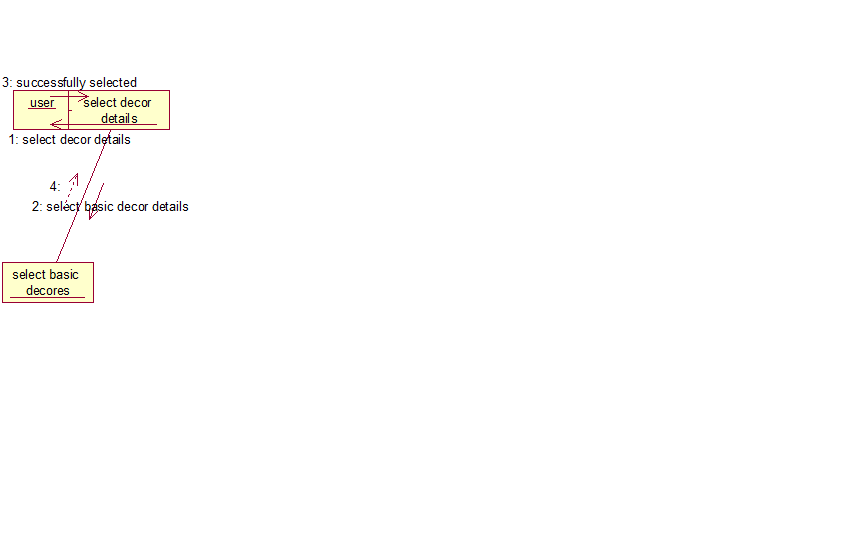 3: successfully selected
user
select decor
details
1: select decor details
4:
2: select basic decor details
select basic
decores